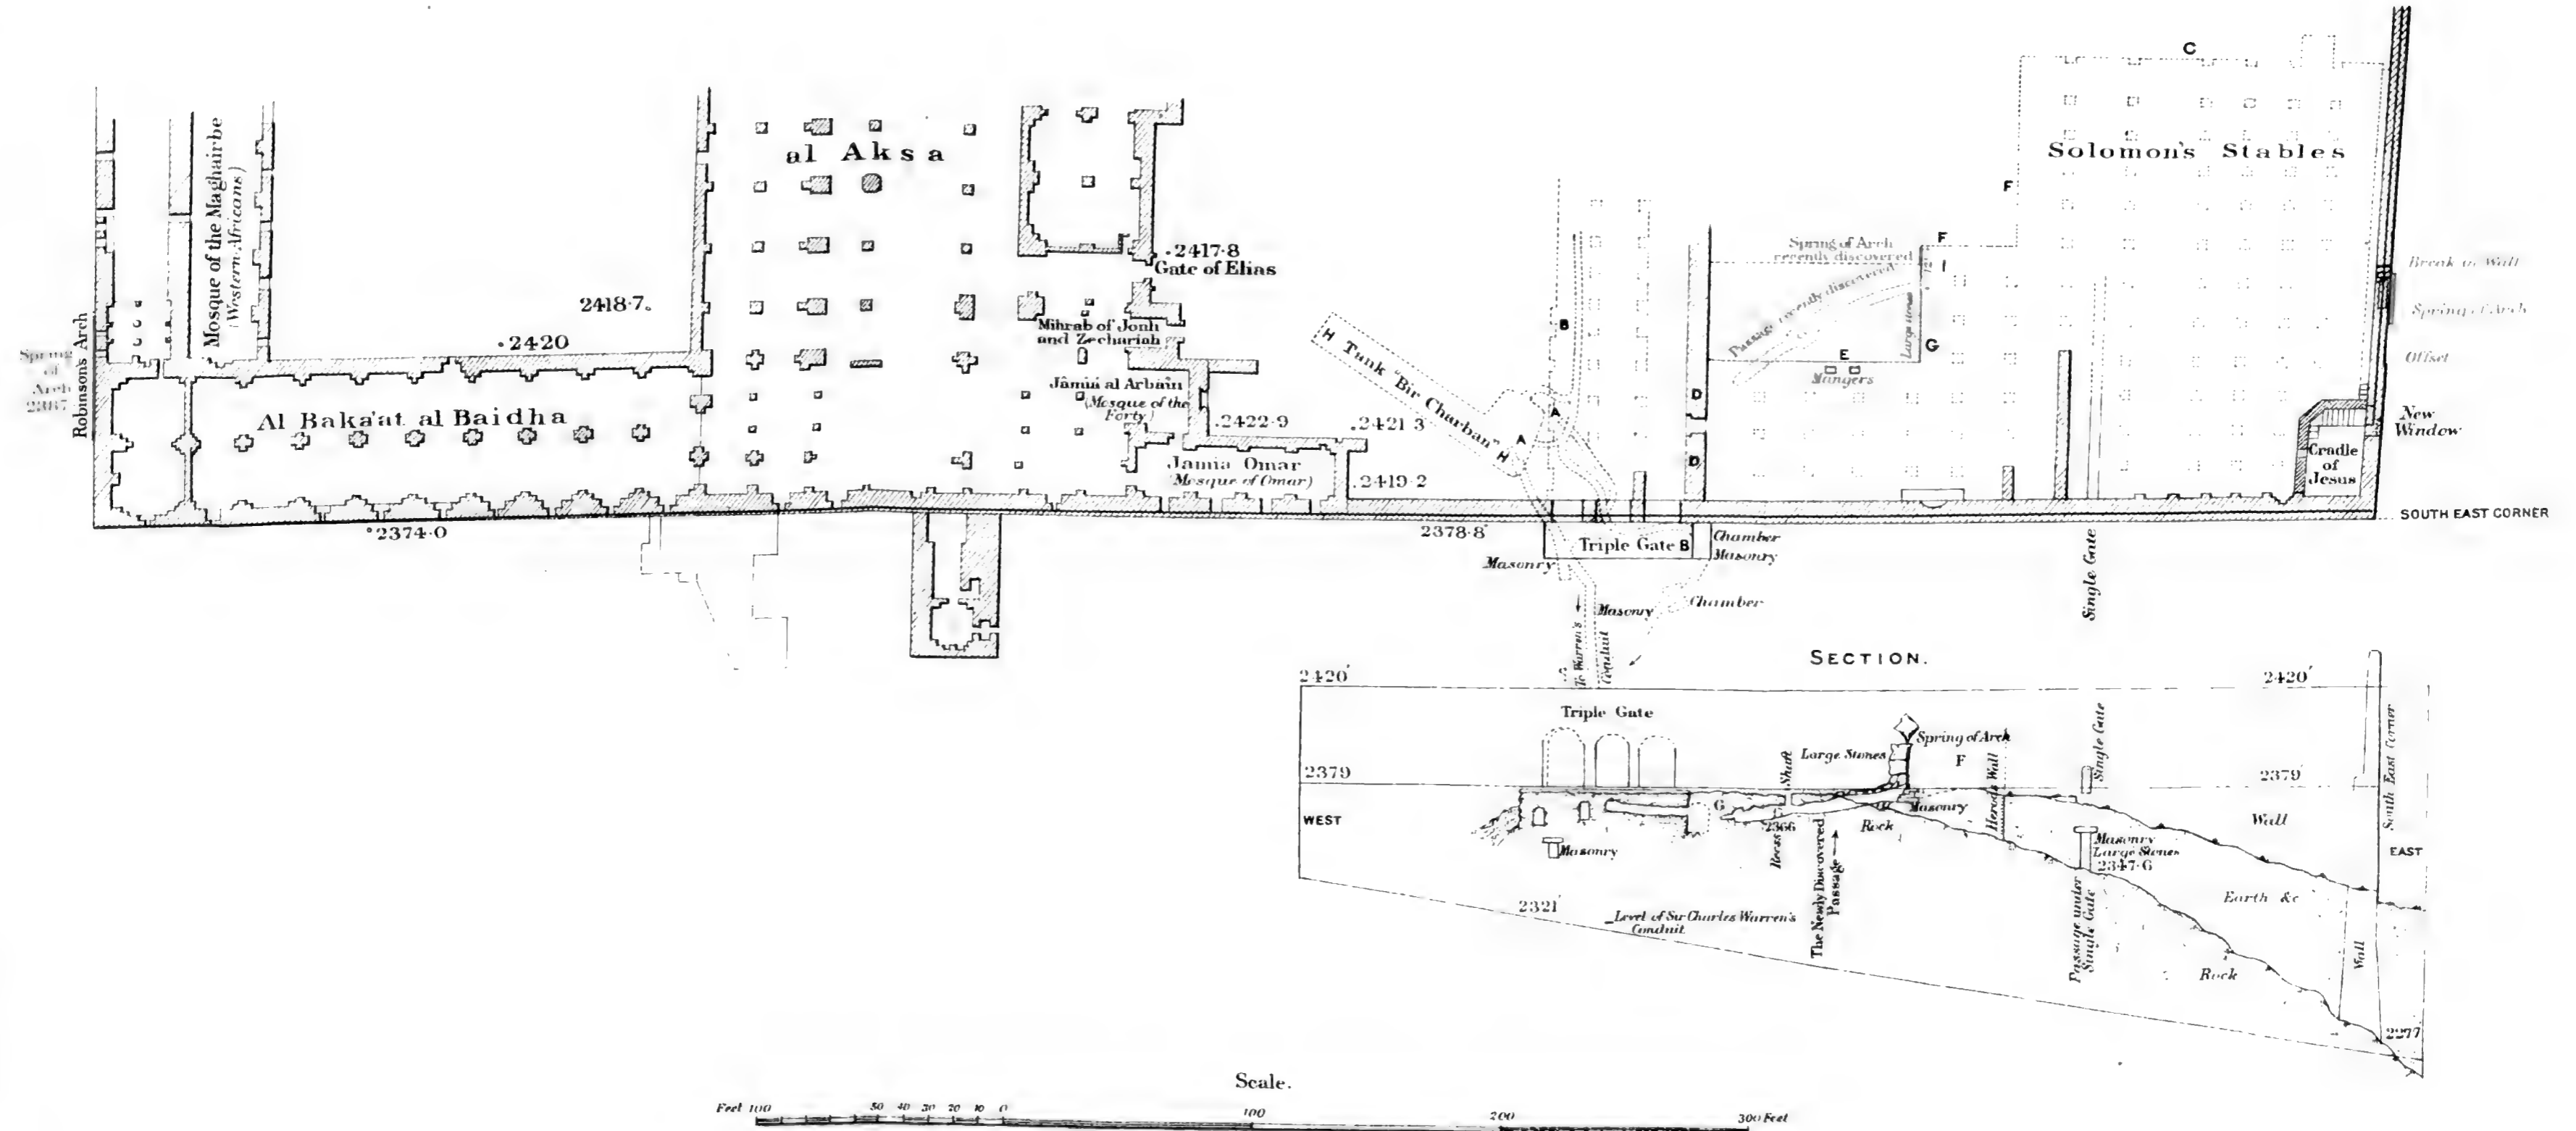 C
al Aksa
Solomon's Stables
Mosque of the Maghairbe
(Western Africans)
F
F
I
.2417·8
Gate of Elias
Spring of Arch
recently discovered
Passage recently discovered
Break in Wall
Spring of Arch
Offset
New
Window
2418·7.
.2420
Mihrab of Jonh
and Zechariah
B
H Tunk "Bir Charban" H
Large Stones
G
E
Mangers
Spring
of
Arch
2387
Robinson's Arch
Jâmia al Arbâin
(Mosque of the
Forty)
Al Baka'at al Baidha
.2422·9
.2421·3
A
A
D
D
Cradle
of
Jesus
Jamia Omar
(Mosque of Omar)
.2419·2
SOUTH EAST CORNER
°2374·0
2378·8
Triple Gate B
Chamber
Masonry
Masonry
Single Gate
Masonry
Chamber
To Warren's
Conduit
SECTION.
2420'
2420'
Triple Gate
Single Gate
South East Corner
Spring of Arch
Large Stones
Shaft
F
Herod's Wall
2379
2379'
WEST
G
Masonry
2366
Rock
Wall
Masonry
Masonry
Large Stones
2347·6
EAST
The Newly Discovered
Passage
Passage under
Single Gate
Earth &c
2321'
Level of Sir Charles Warren's
Conduit
Wall
Rock
2277
Scale.
Feet 100 50 40 30 20 10 0 100 200 300 Feet